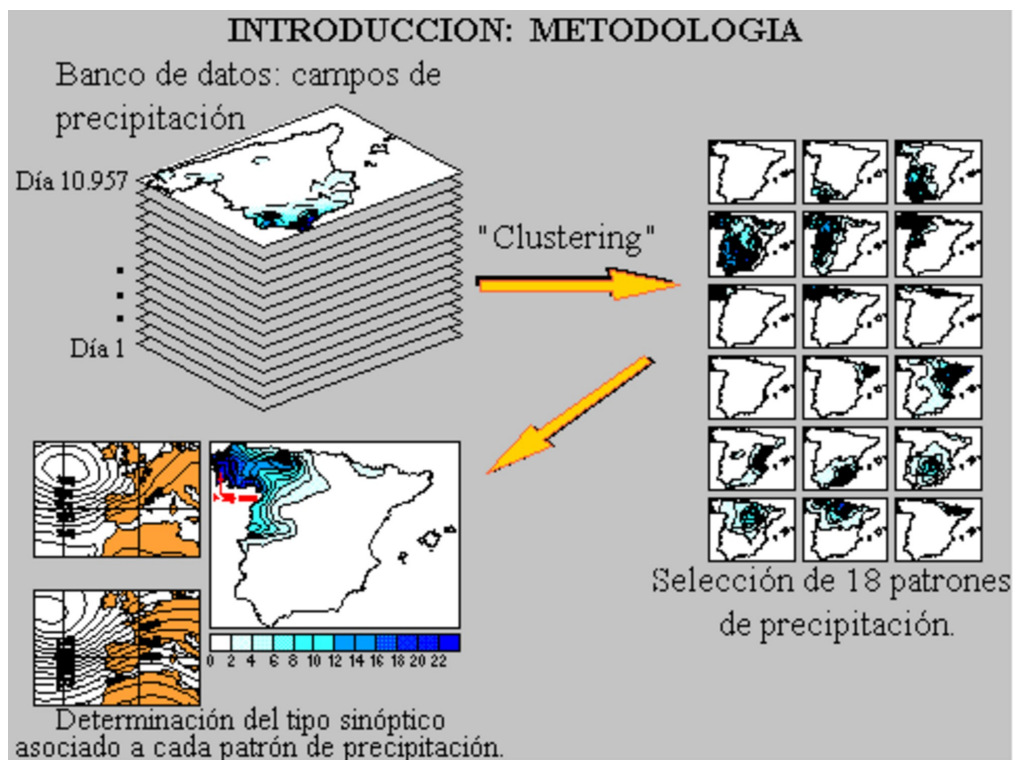 INTRODUCCION: METODOLOGIA
Banco de datos: campos de
precipitación
Día 10.957
Día 1
"Clustering"
Selección de 18 patrones
de precipitación.
0 2 4 6 8 10 12 14 16 18 20 22
Determinación del tipo sinóptico
asociado a cada patrón de precipitación.